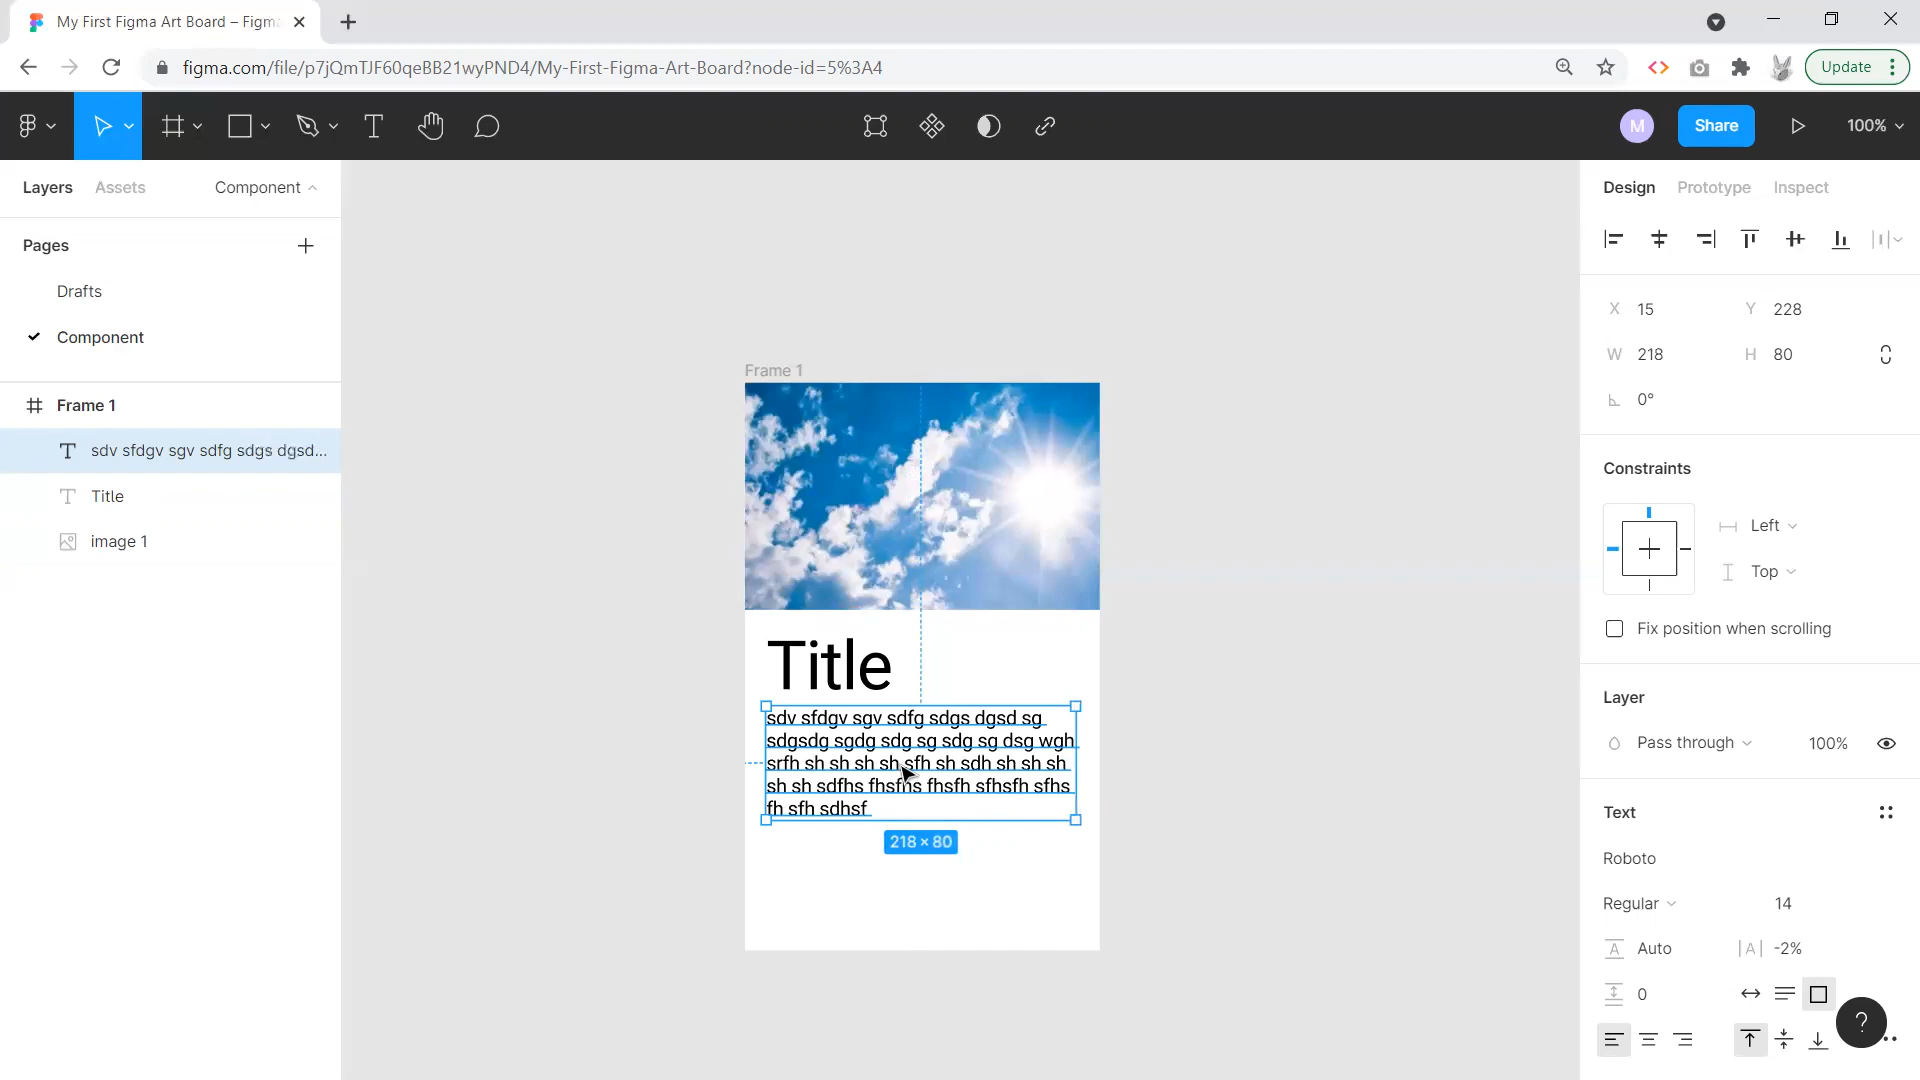 My First Figma Art Board – Figma
figma.com/file/p7jQmTJF60qeBB21wyPND4/My-First-Figma-Art-Board?node-id=5%3A4
Update
M
Share
100%
Layers
Assets
Component
Pages
Drafts
Component
Frame 1
sdv sfdgv sgv sdfg sdgs dgsd...
Title
image 1
Frame 1
Title
sdv sfdgv sgv sdfg sdgs dgsd sg
sdgsdg sgdg sdg sg sdg sg dsg wgh
srfh sh sh sh sh sfh sh sdh sh sh sh
sh sh sdfhs fhsfhs fhsfh sfhsfh sfhs
fh sfh sdhsf
218 × 80
Design
Prototype
Inspect
X 15
Y 228
W 218
H 80
0°
Constraints
Left
Top
Fix position when scrolling
Layer
Pass through
100%
Text
Roboto
Regular
14
A Auto
|A| -2%
0
?